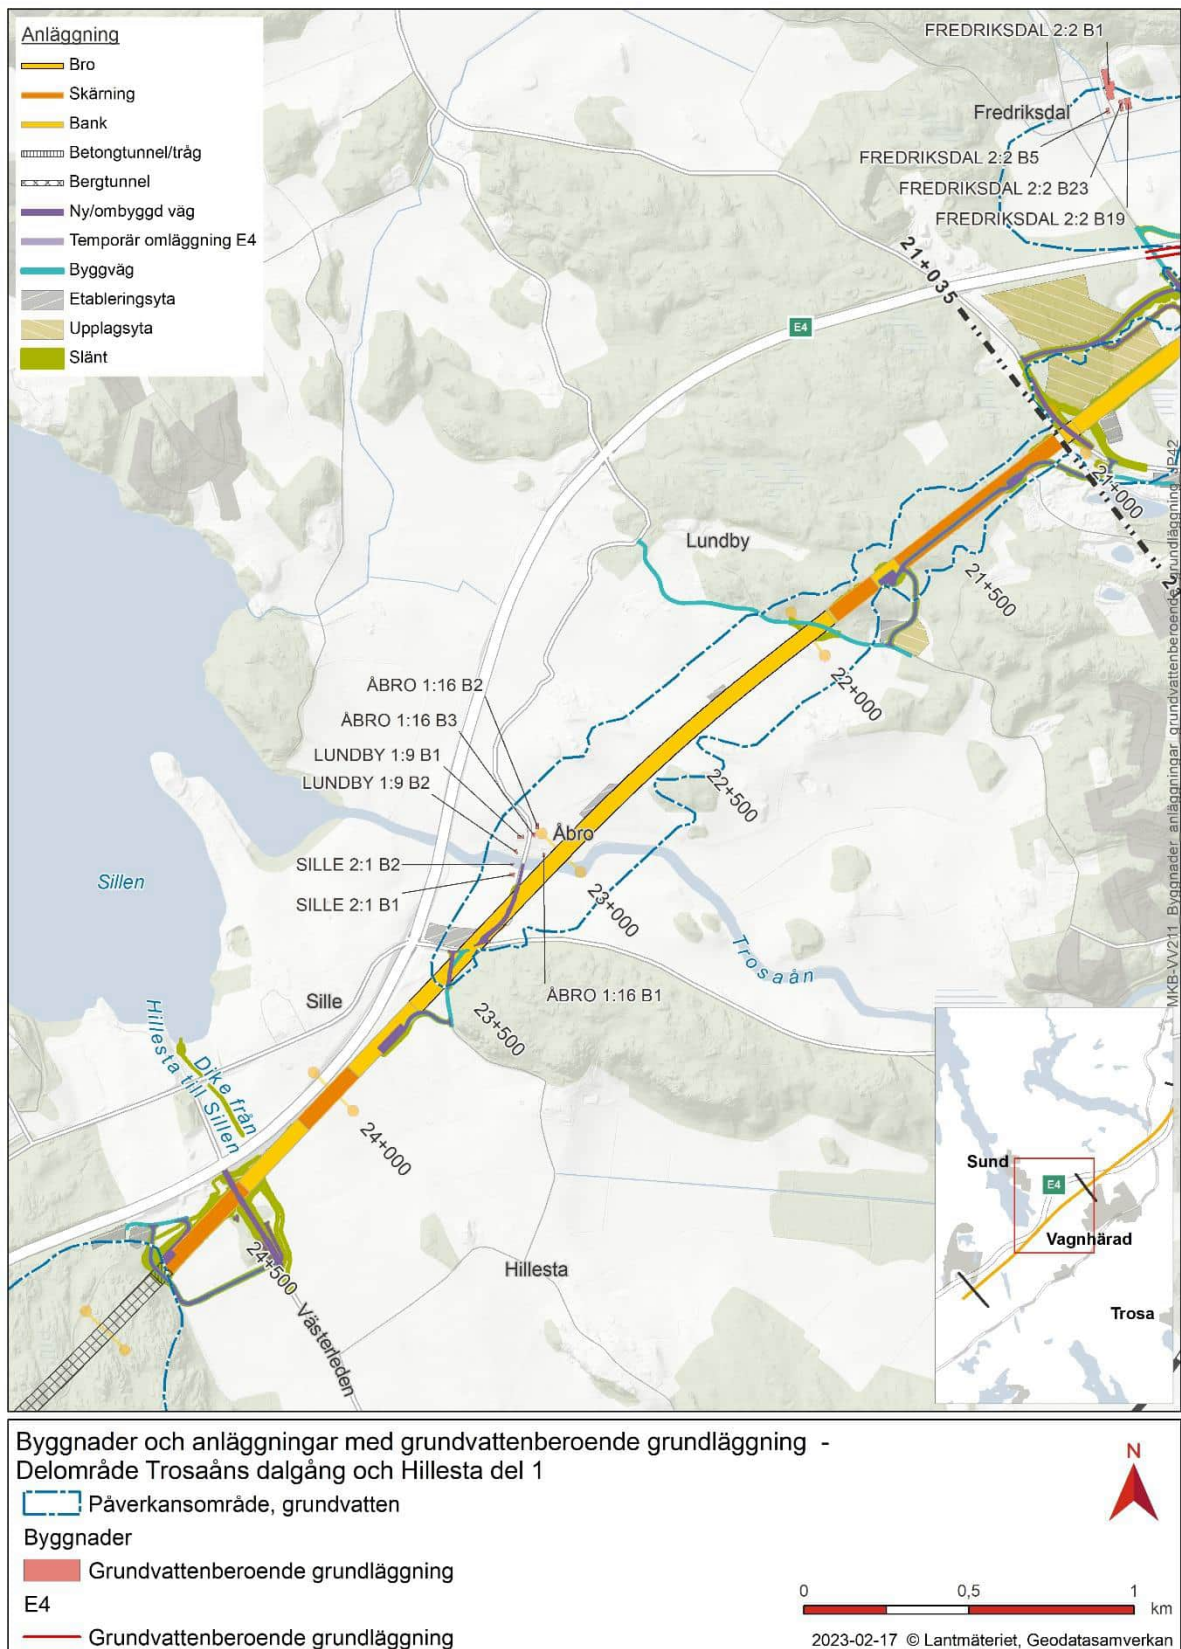 Anläggning
Bro
Skärning
Bank
Betongtunnel/tråg
Bergtunnel
Ny/ombyggd väg
Temporär omläggning E4
Byggväg
Etableringsyta
Upplagsyta
Slänt
FREDRIKSDAL 2:2 B1
Fredriksdal
FREDRIKSDAL 2:2 B5
FREDRIKSDAL 2:2 B23
FREDRIKSDAL 2:2 B19
21+035
E4
21+000
Lundby
21+500
22+000
ÅBRO 1:16 B2
ÅBRO 1:16 B3
LUNDBY 1:9 B1
LUNDBY 1:9 B2
22+500
Åbro
SILLE 2:1 B2
Sillen
SILLE 2:1 B1
23+000
Trosaån
ÅBRO 1:16 B1
Sille
23+500
Dike från
Hillesta till Sillen
24+000
24+500
Hillesta
Västerleden
Sund
E4
Vagnhärad
Trosa
MKB-VV211 Byggnader anläggningar grundvattenberoende grundläggning JP42
Byggnader och anläggningar med grundvattenberoende grundläggning -
Delområde Trosaåns dalgång och Hillesta del 1
Påverkansområde, grundvatten
Byggnader
Grundvattenberoende grundläggning
E4
Grundvattenberoende grundläggning
N
0 0,5 1
km
2023-02-17 © Lantmäteriet, Geodatasamverkan